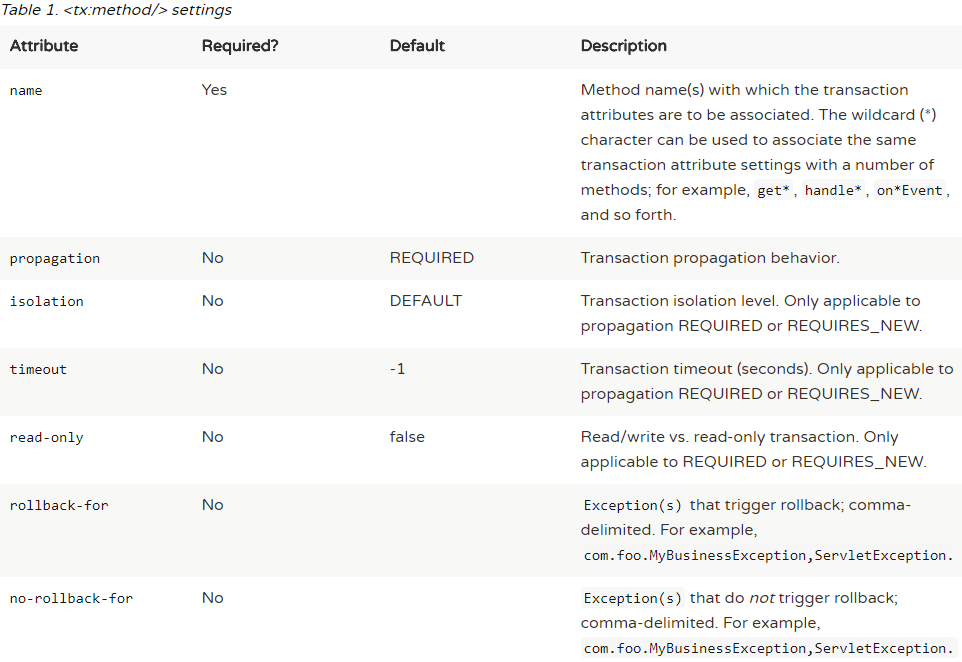 Table 1. <tx:method/> settings
Attribute Required? Default Description
name Yes Method name(s) with which the transaction
attributes are to be associated. The wildcard (*)
character can be used to associate the same
transaction attribute settings with a number of
methods; for example, get*, handle*, on*Event,
and so forth.
propagation No REQUIRED Transaction propagation behavior.
isolation No DEFAULT Transaction isolation level. Only applicable to
propagation REQUIRED or REQUIRES_NEW.
timeout No -1 Transaction timeout (seconds). Only applicable to
propagation REQUIRED or REQUIRES_NEW.
read-only No false Read/write vs. read-only transaction. Only
applicable to REQUIRED or REQUIRES_NEW.
rollback-for No Exception(s) that trigger rollback; comma-
delimited. For example,
com.foo.MyBusinessException,ServletException.
no-rollback-for No Exception(s) that do not trigger rollback;
comma-delimited. For example,
com.foo.MyBusinessException,ServletException.